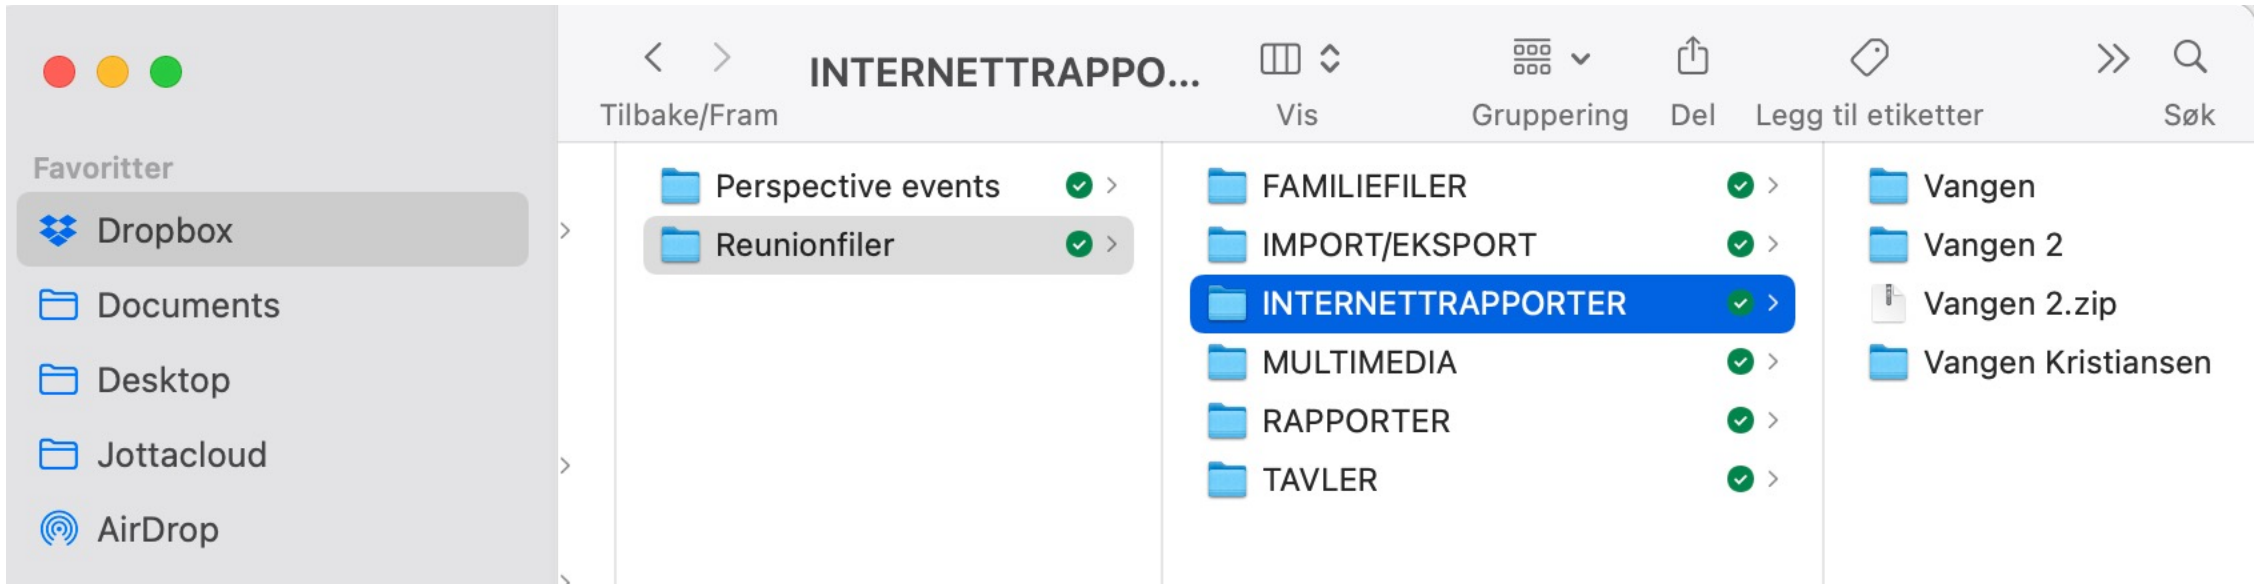 INTERNETTRAPPO...
Tilbake/Fram
Vis
Gruppering
Del
Legg til etiketter
Søk
Favoritter
Dropbox
Documents
Desktop
Jottacloud
AirDrop
Perspective events
Reunionfiler
FAMILIEFILER
IMPORT/EKSPORT
INTERNETTRAPPORTER
MULTIMEDIA
RAPPORTER
TAVLER
Vangen
Vangen 2
Vangen 2.zip
Vangen Kristiansen